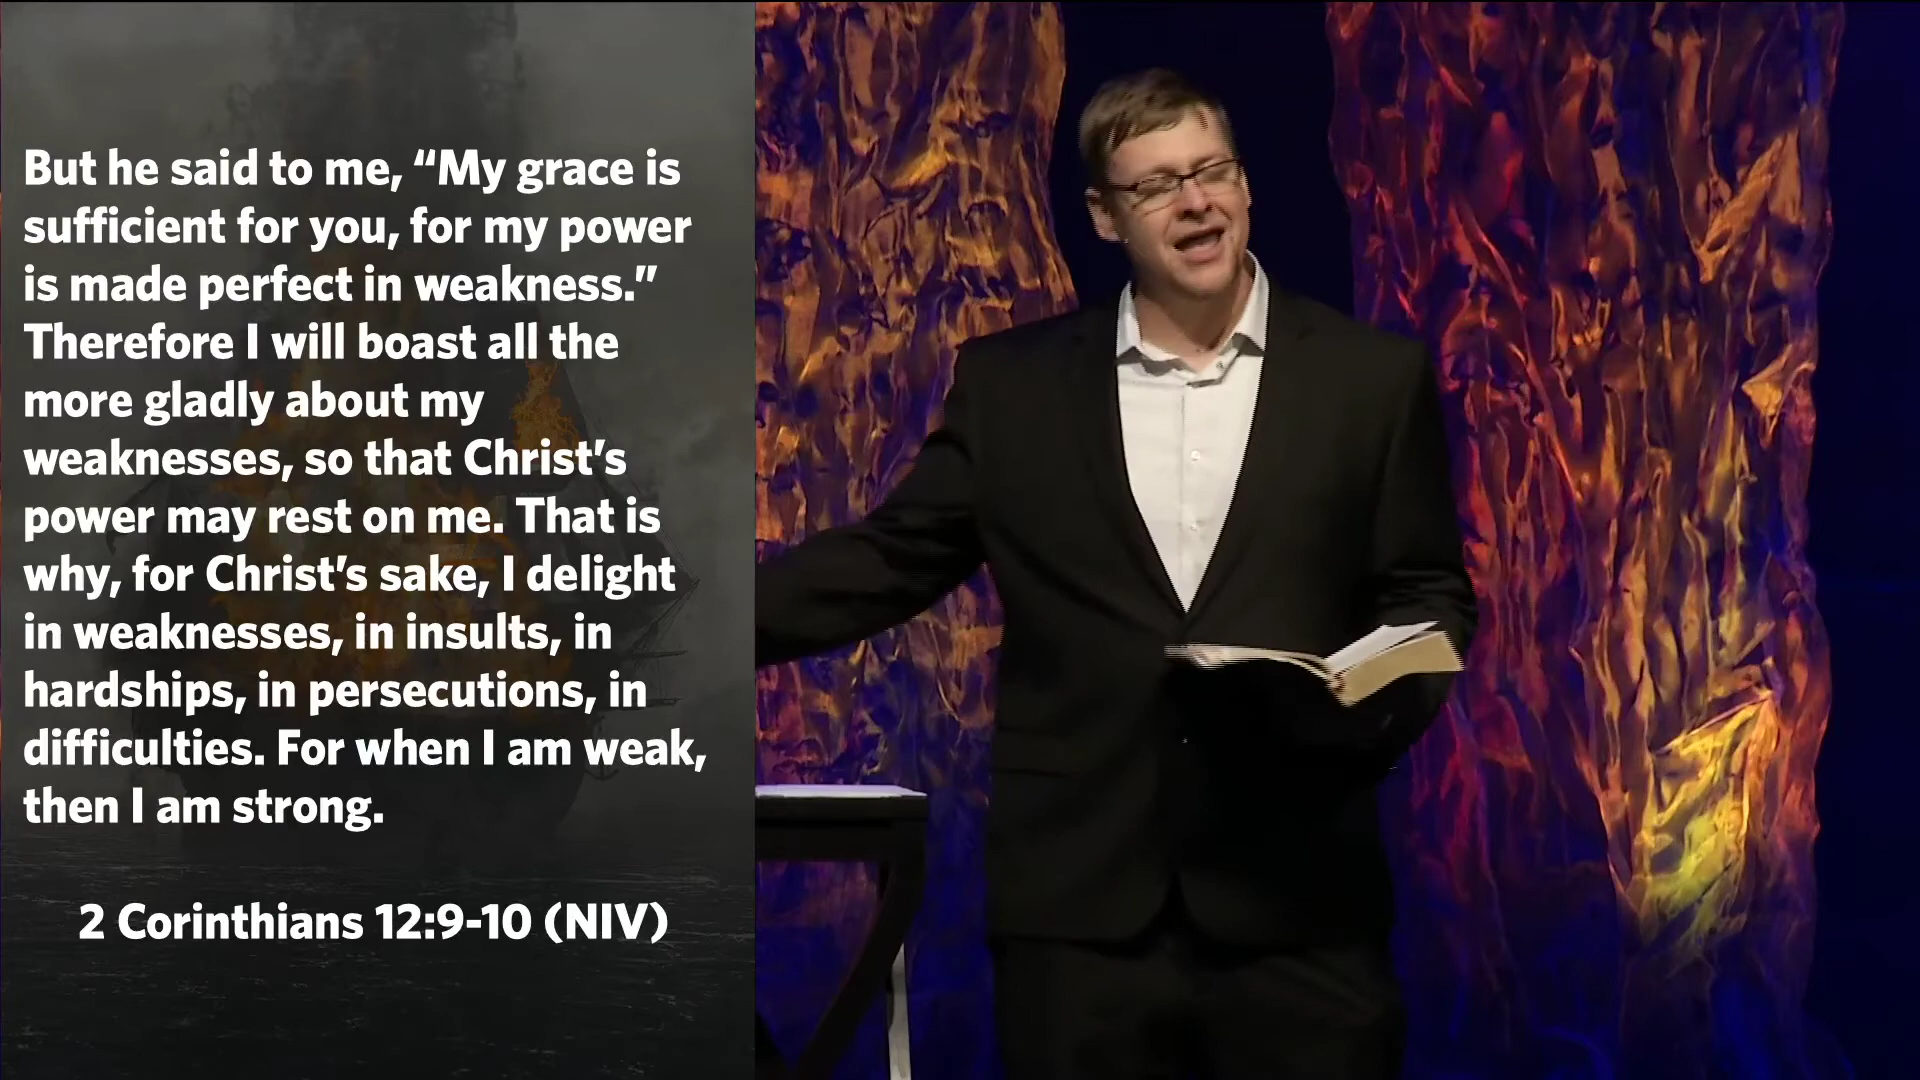 But he said to me, “My grace is
sufficient for you, for my power
is made perfect in weakness.”
Therefore I will boast all the
more gladly about my
weaknesses, so that Christ’s
power may rest on me. That is
why, for Christ’s sake, I delight
in weaknesses, in insults, in
hardships, in persecutions, in
difficulties. For when I am weak,
then I am strong.
2 Corinthians 12:9-10 (NIV)